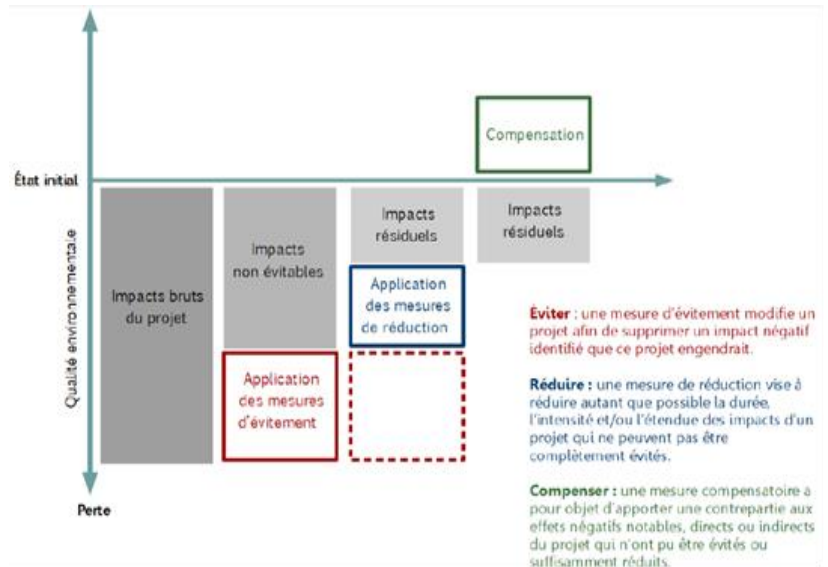 Compensation
État initial
Qualité environnementale
Impacts bruts
du projet
Impacts
non évitables
Impacts
résiduels
Impacts
résiduels
Application
des mesures
de réduction
Application
des mesures
d'évitement
Perte
Éviter : une mesure d'évitement modifie un
projet afin de supprimer un impact négatif
identifié que ce projet engendrait.
Réduire : une mesure de réduction vise à
réduire autant que possible la durée,
l'intensité et/ou l'étendue des impacts d'un
projet qui ne peuvent pas être
complètement évités.
Compenser : une mesure compensatoire a
pour objet d'apporter une contrepartie aux
effets négatifs notables, directs ou indirects
du projet qui n'ont pu être évités ou
suffisamment réduits.